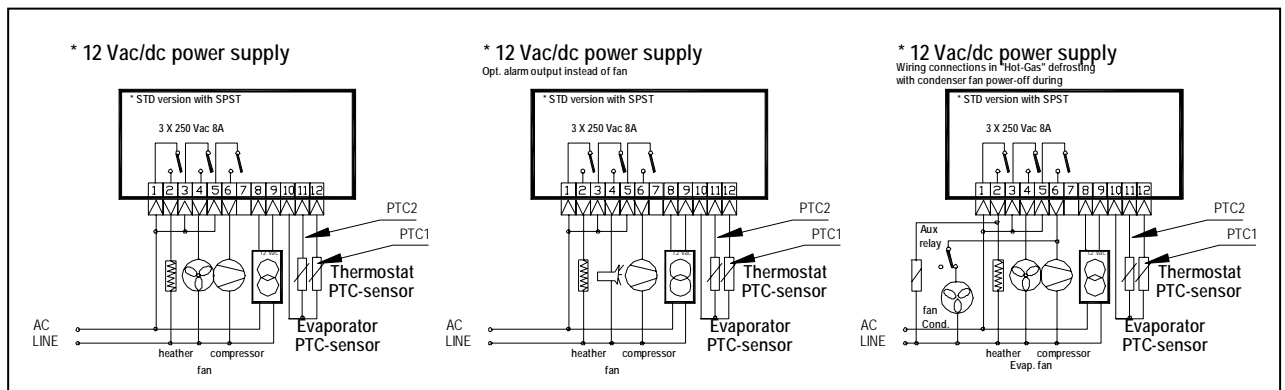 * 12 Vac/dc power supply
* STD version with SPST
3 X 250 Vac 8A
1 2 3 4 5 6 7 8 9 10 11 12
PTC2
PTC1
12 Vac
Thermostat
PTC-sensor
Evaporator
PTC-sensor
AC
LINE
heather compressor
fan
* 12 Vac/dc power supply
Opt. alarm output instead of fan
* STD version with SPST
3 X 250 Vac 8A
1 2 3 4 5 6 7 8 9 10 11 12
PTC2
PTC1
12 Vac
Thermostat
PTC-sensor
Evaporator
PTC-sensor
AC
LINE
heather compressor
fan
* 12 Vac/dc power supply
Wiring connections in "Hot-Gas" defrosting
with condenser fan power-off during
* STD version with SPST
3 X 250 Vac 8A
1 2 3 4 5 6 7 8 9 10 11 12
PTC2
PTC1
Aux
relay
12 Vac
Thermostat
PTC-sensor
fan
Cond.
Evaporator
PTC-sensor
AC
LINE
heather compressor
Evap. fan